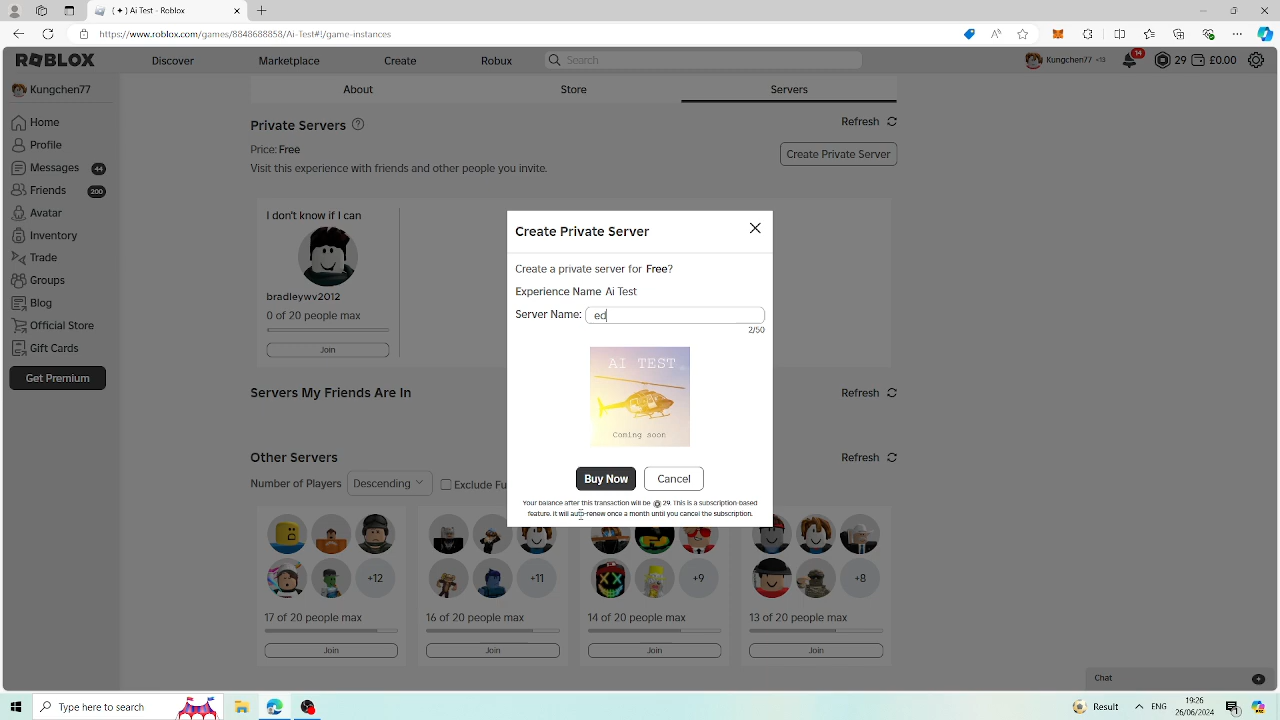 ( ✦ ) Ai Test - Roblox
https://www.roblox.com/games/8848688858/Ai-Test#!/game-instances
ROBLOX
Discover
Marketplace
Create
Robux
Search
Kungchen77 +13
14
29
£0.00
Kungchen77
Home
Profile
Messages 44
Friends 200
Avatar
Inventory
Trade
Groups
Blog
Official Store
Gift Cards
Get Premium
About
Store
Servers
Private Servers
Refresh
Price: Free
Create Private Server
Visit this experience with friends and other people you invite.
I don't know if I can
bradleywv2012
0 of 20 people max
Join
Create Private Server
Create a private server for Free?
Experience Name Ai Test
Server Name: ed
2/50
AI TEST
Coming soon
Buy Now
Cancel
Your balance after this transaction will be 29. This is a subscription-based
feature. It will auto-renew once a month until you cancel the subscription.
Servers My Friends Are In
Refresh
Other Servers
Refresh
Number of Players
Descending
Exclude Fu
+12
+11
+9
+8
17 of 20 people max
16 of 20 people max
14 of 20 people max
13 of 20 people max
Join
Join
Join
Join
Chat
Type here to search
Result
ENG
19:26
26/06/2024